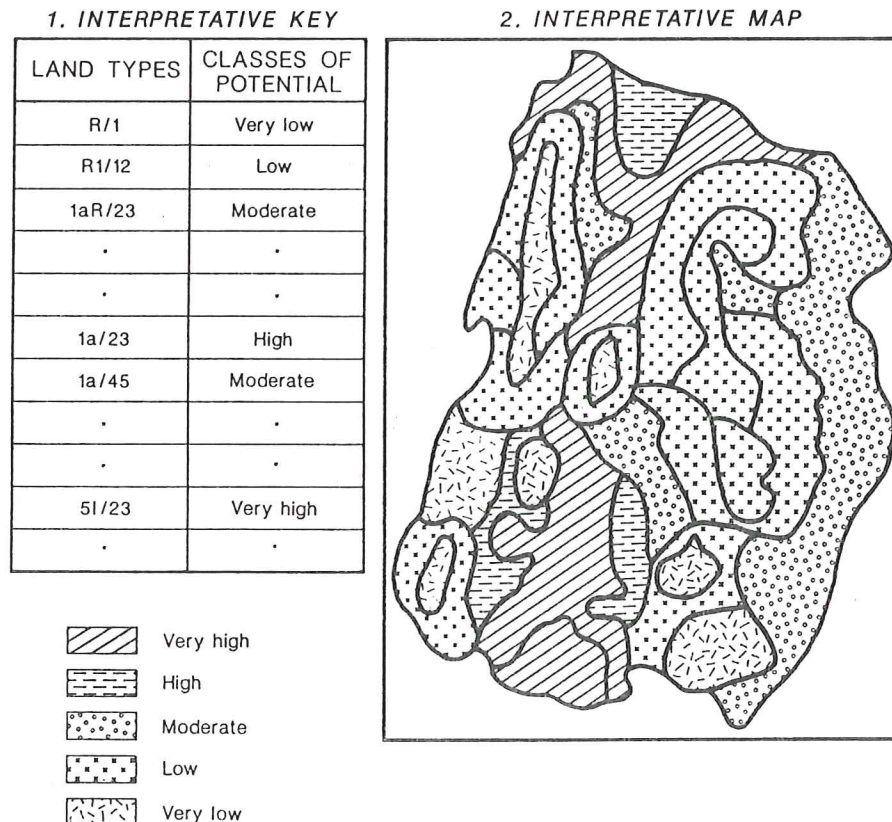 1. INTERPRETATIVE KEY
2. INTERPRETATIVE MAP
LAND TYPES
CLASSES OF
POTENTIAL
R/1 Very low
R1/12 Low
1aR/23 Moderate
. .
. .
1a/23 High
1a/45 Moderate
. .
. .
5l/23 Very high
. .
Very high
High
Moderate
Low
Very low